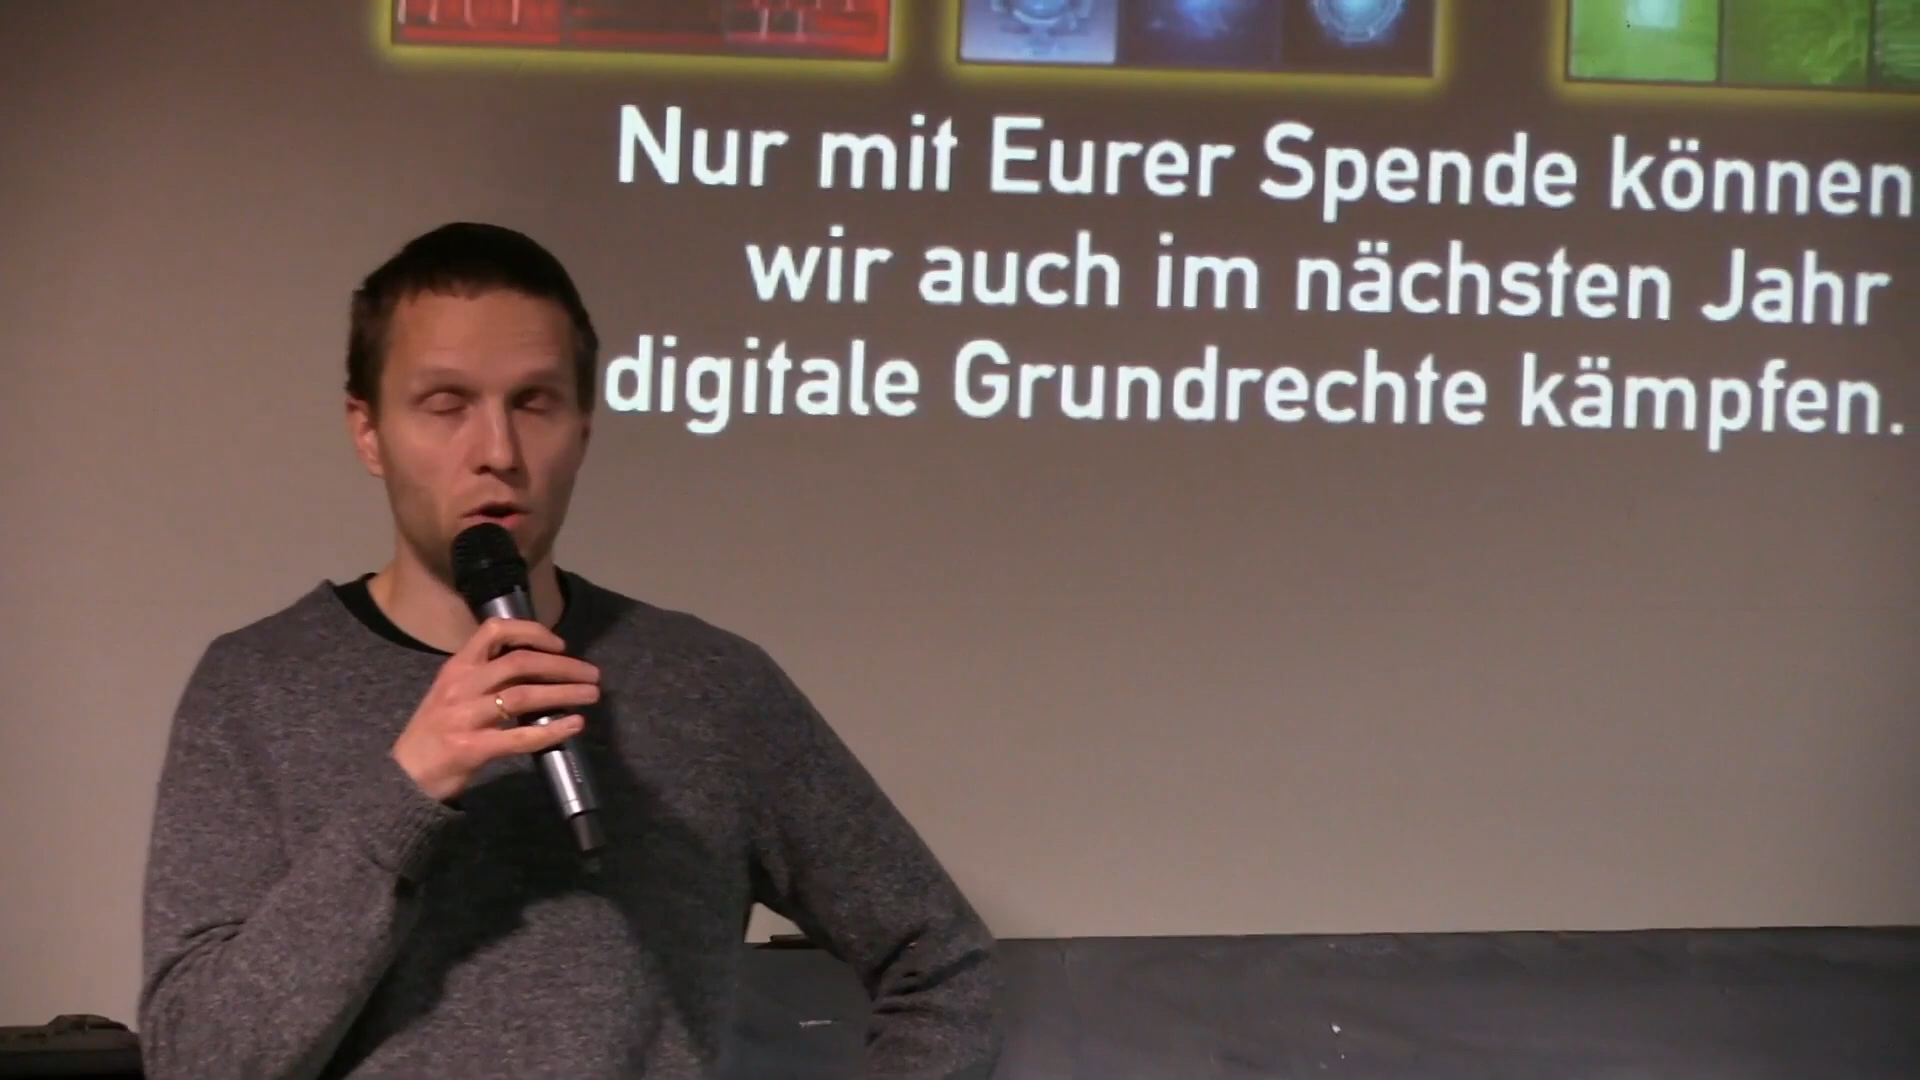 Nur mit Eurer Spende können
wir auch im nächsten Jahr
digitale Grundrechte kämpfen.